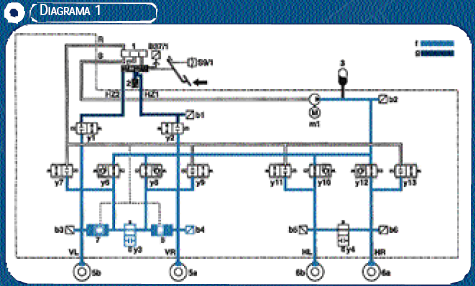 DIAGRAMA 1
R
S
1
B37/1
S9/1
2
HZ2
HZ1
3
f
g
b1
b2
m1
y1
y2
y7
y6
y8
y9
y11
y10
y12
y13
b3
7
y3
8
b4
b5
y4
b6
VL
VR
HL
HR
5b
5a
6b
6a